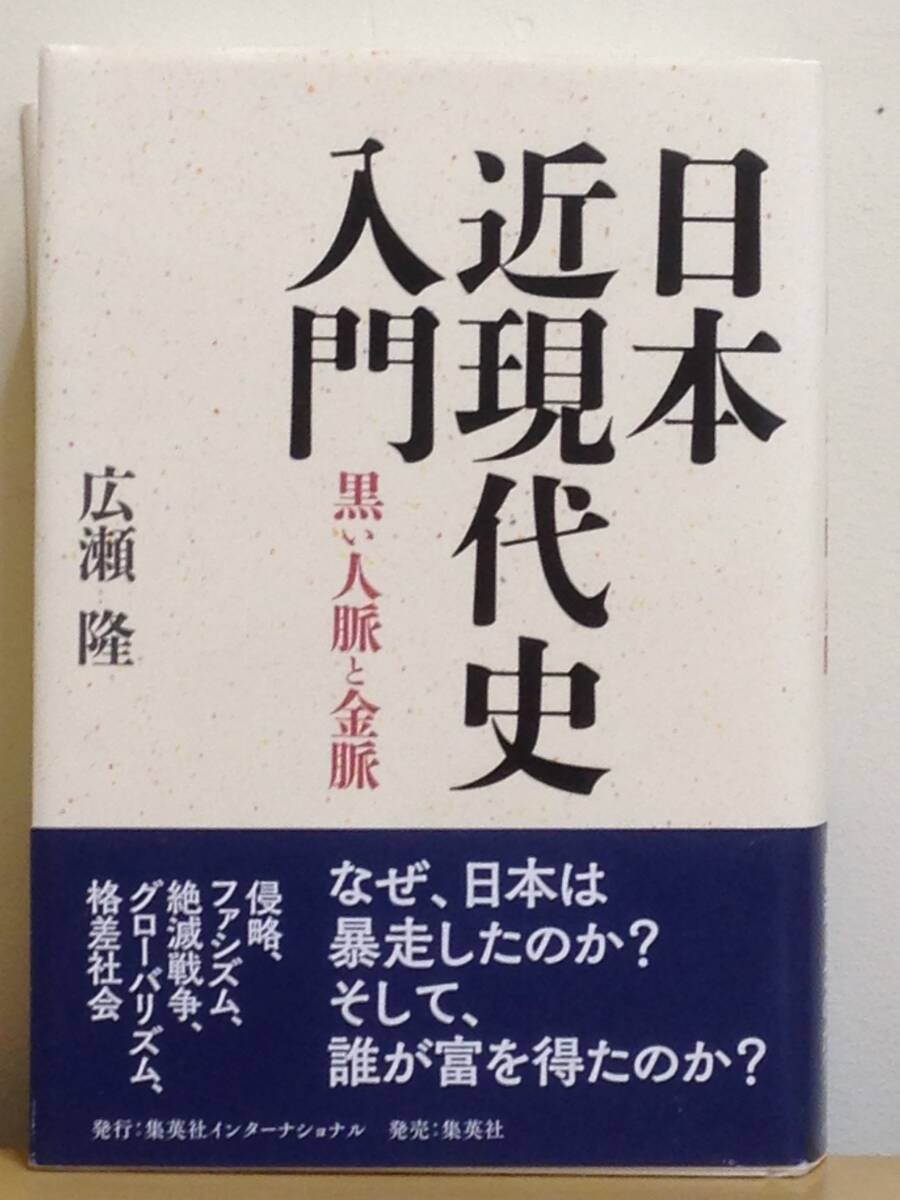 日本
近現代史
入門
黒い人脈と金脈
広瀬 隆
なぜ、日本は
暴走したのか?
そして、
誰が富を得たのか?
侵略、
ファシズム、
絶滅戦争、
グローバリズム、
格差社会
発行:集英社インターナショナル 発売:集英社